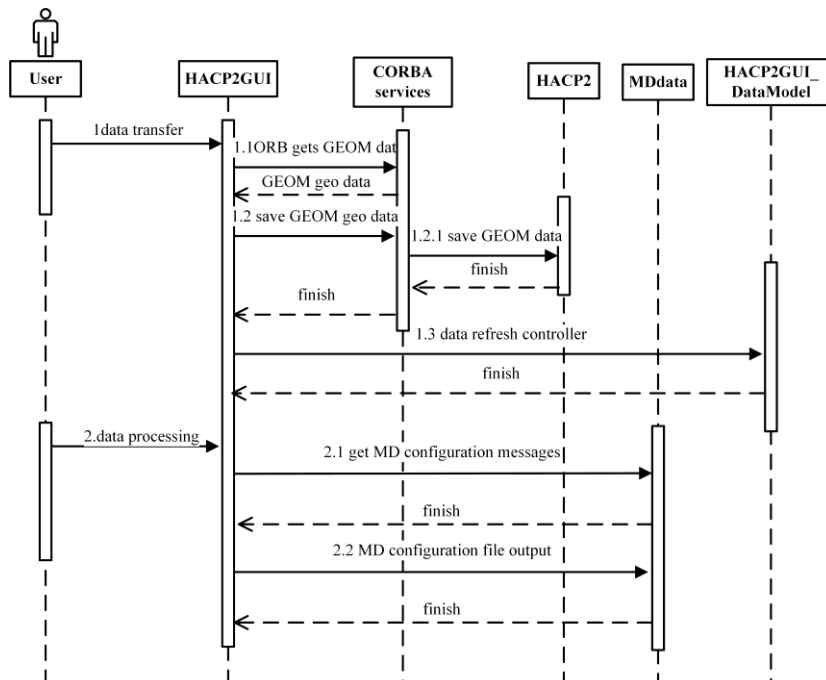 User
HACP2GUI
CORBA
services
HACP2
MDdata
HACP2GUI_
DataModel
1data transfer
1.1ORB gets GEOM dat
GEOM geo data
1.2 save GEOM geo data
1.2.1 save GEOM data
finish
finish
1.3 data refresh controller
finish
2.data processing
2.1 get MD configuration messages
finish
2.2 MD configuration file output
finish